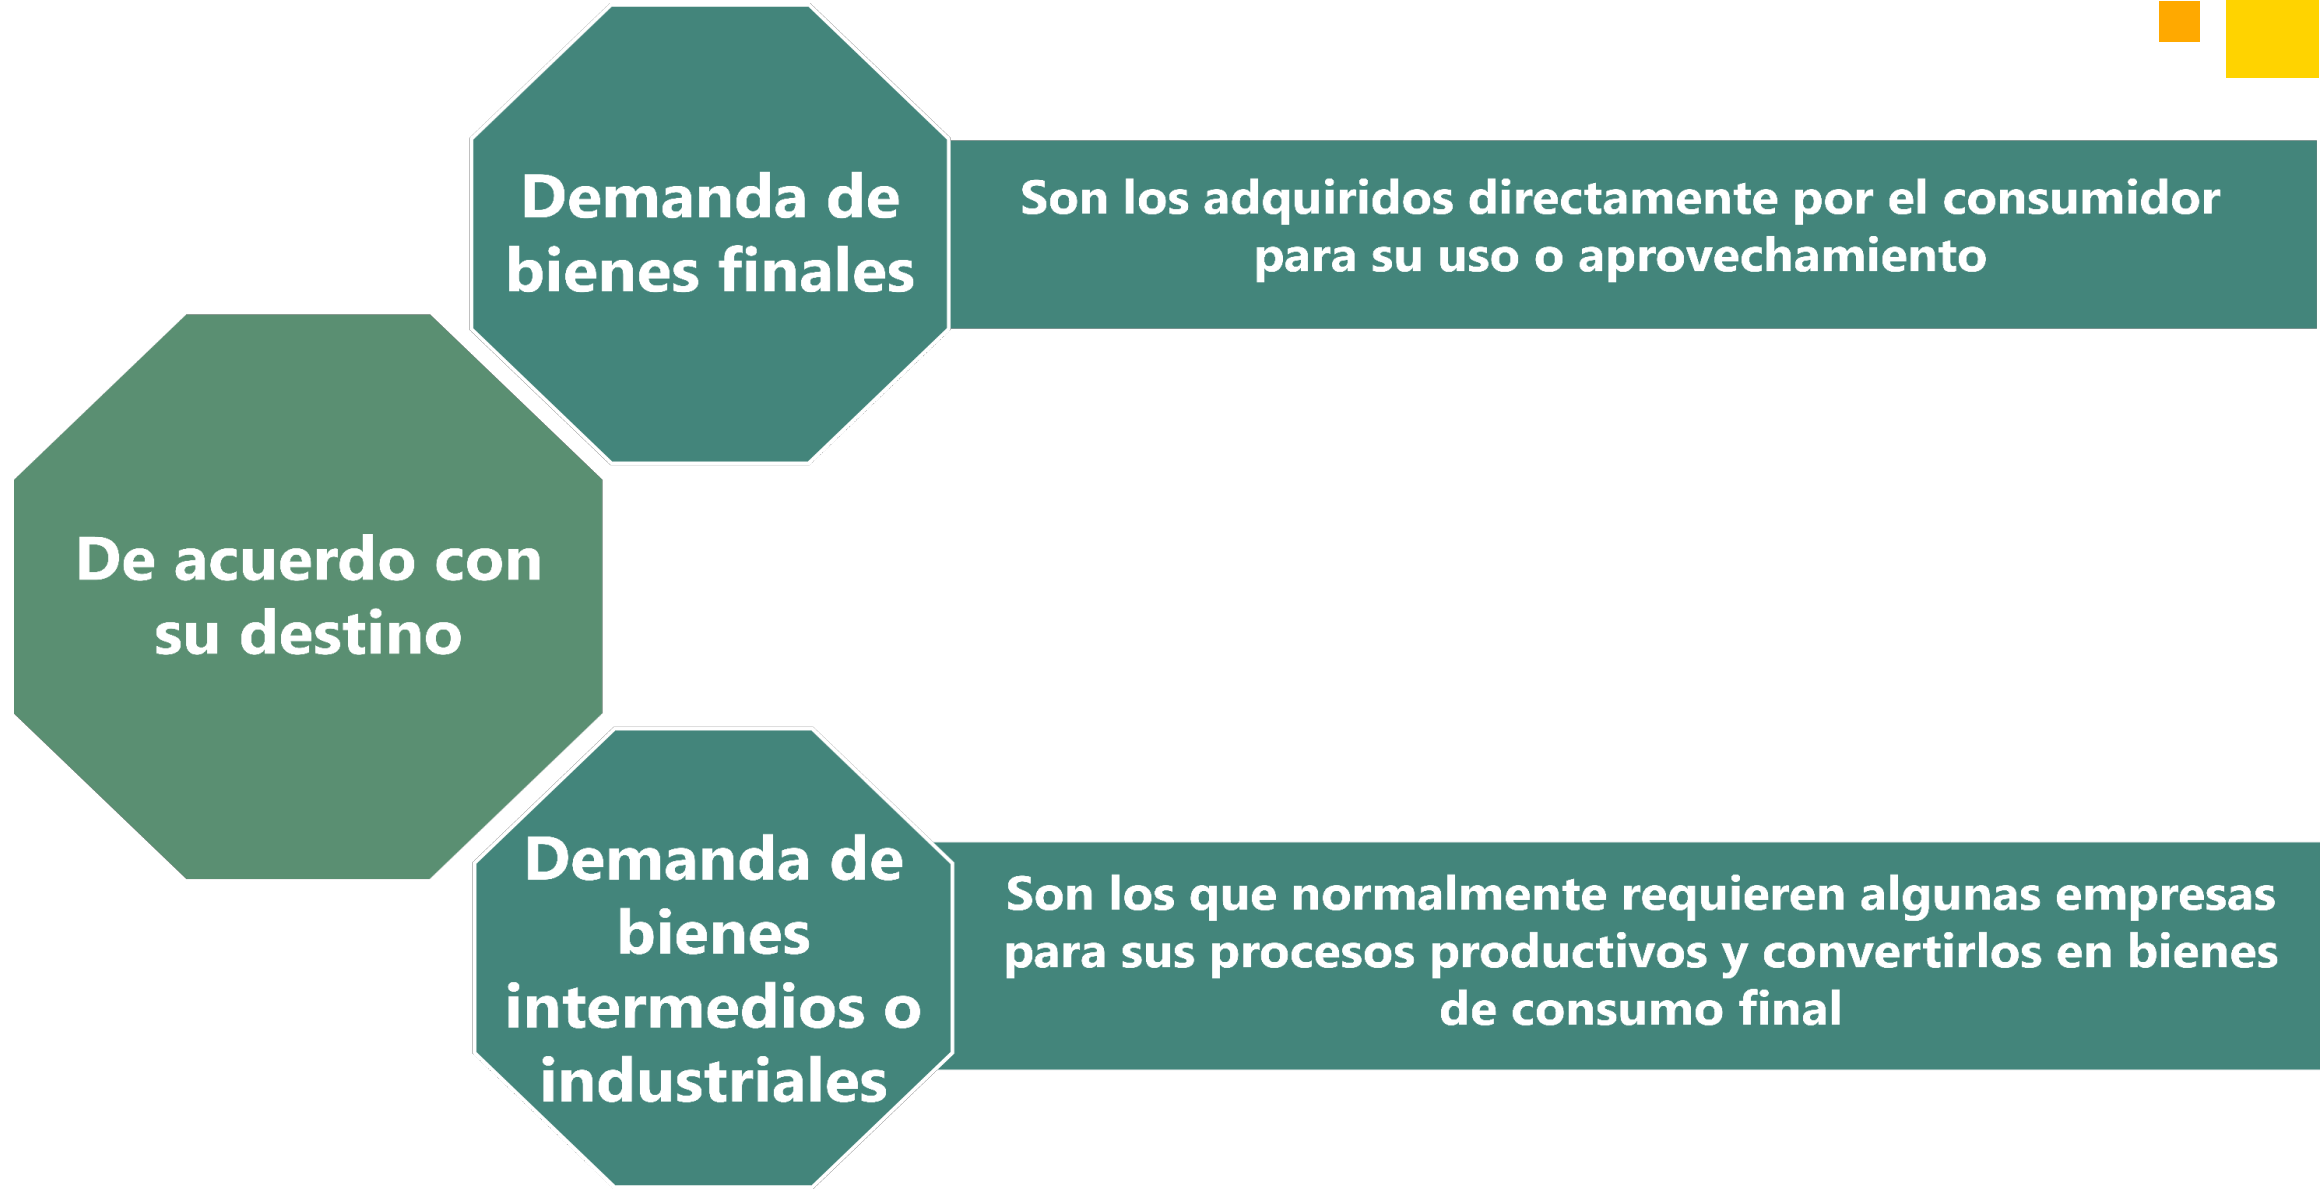 Demanda de
bienes finales
Son los adquiridos directamente por el consumidor
para su uso o aprovechamiento
De acuerdo con
su destino
Demanda de
bienes
intermedios o
industriales
Son los que normalmente requieren algunas empresas
para sus procesos productivos y convertirlos en bienes
de consumo final